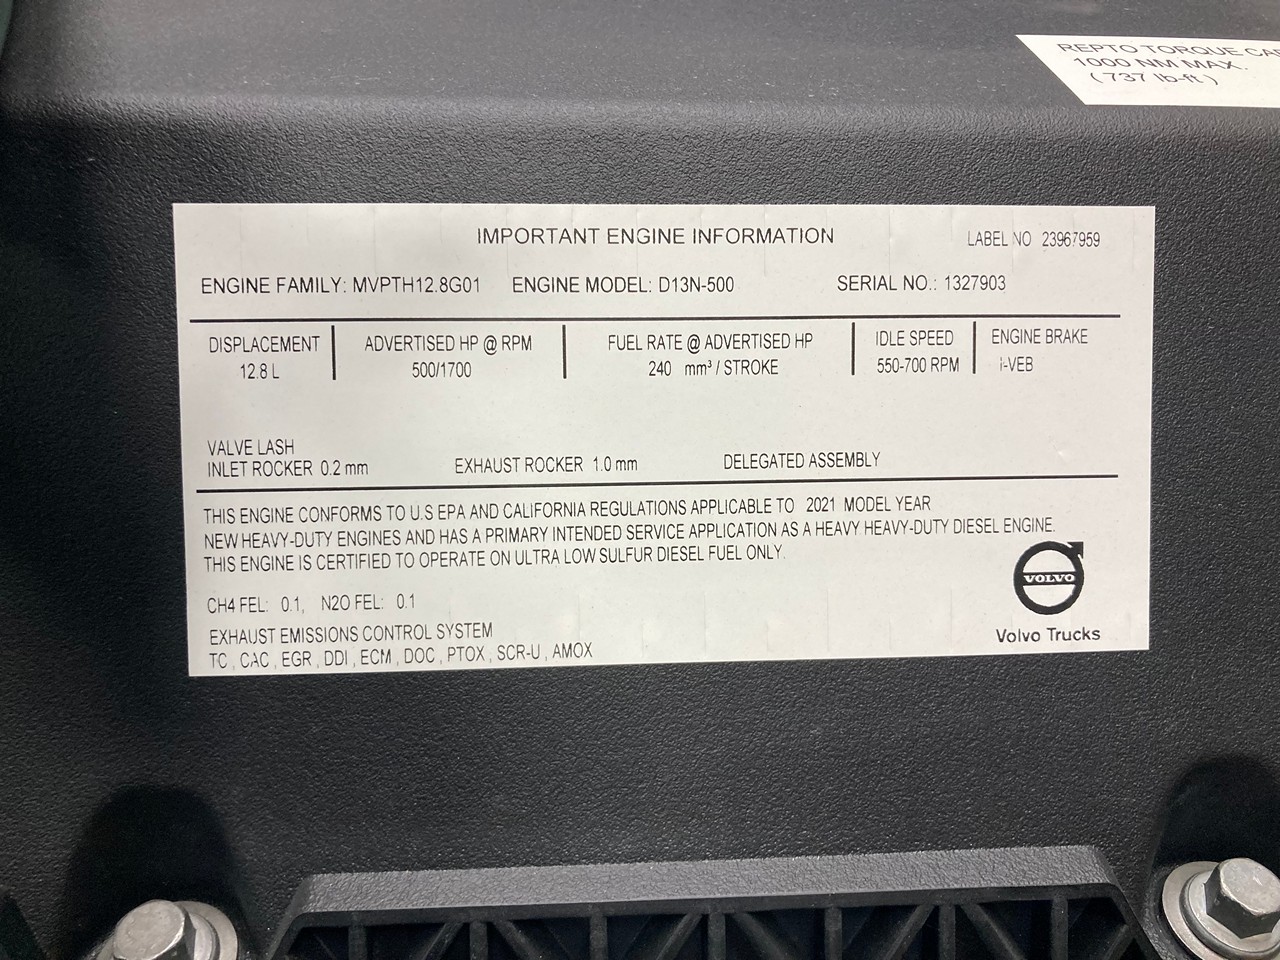 REPTO TORQUE
1000 NM MAX.
(737 lb-ft)
IMPORTANT ENGINE INFORMATION
LABEL NO 23967959
ENGINE FAMILY: MVPTH12.8G01 ENGINE MODEL: D13N-500 SERIAL NO.: 1327903
DISPLACEMENT ADVERTISED HP @ RPM FUEL RATE @ ADVERTISED HP IDLE SPEED ENGINE BRAKE
12.8 L 500/1700 240 mm³ / STROKE 550-700 RPM I-VEB
VALVE LASH
INLET ROCKER 0.2 mm EXHAUST ROCKER 1.0 mm DELEGATED ASSEMBLY
THIS ENGINE CONFORMS TO U.S EPA AND CALIFORNIA REGULATIONS APPLICABLE TO 2021 MODEL YEAR
NEW HEAVY-DUTY ENGINES AND HAS A PRIMARY INTENDED SERVICE APPLICATION AS A HEAVY HEAVY-DUTY DIESEL ENGINE.
THIS ENGINE IS CERTIFIED TO OPERATE ON ULTRA LOW SULFUR DIESEL FUEL ONLY.
VOLVO
CH4 FEL: 0.1, N2O FEL: 0.1
EXHAUST EMISSIONS CONTROL SYSTEM
Volvo Trucks
TC, CAC, EGR, DDI, ECM, DOC, PTOX, SCR-U, AMOX